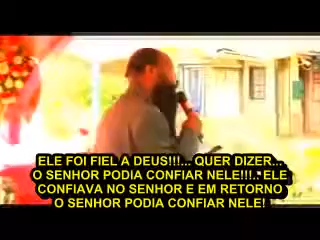 ELE FOI FIEL A DEUS!!!... QUER DIZER...
O SENHOR PODIA CONFIAR NELE!!!.. ELE
CONFIAVA NO SENHOR E EM RETORNO
O SENHOR PODIA CONFIAR NELE!